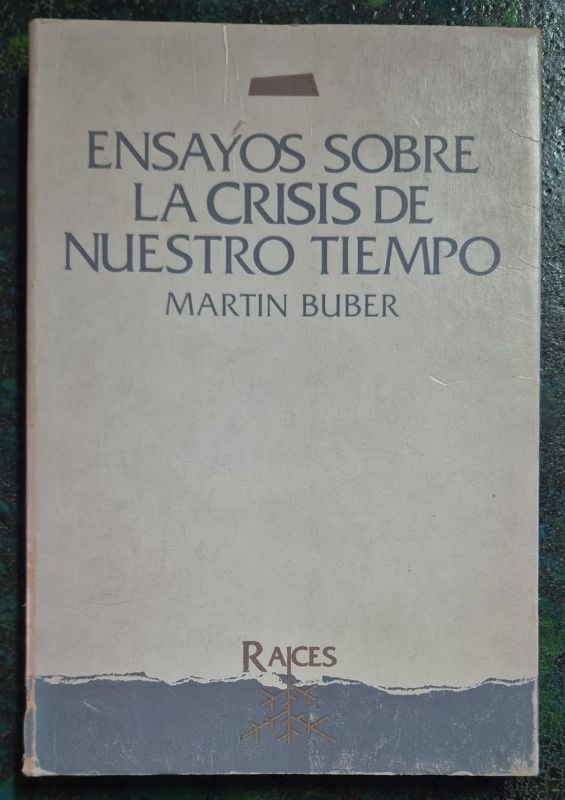 ENSAYOS SOBRE
LA CRISIS DE
NUESTRO TIEMPO
MARTIN BUBER
RAICES